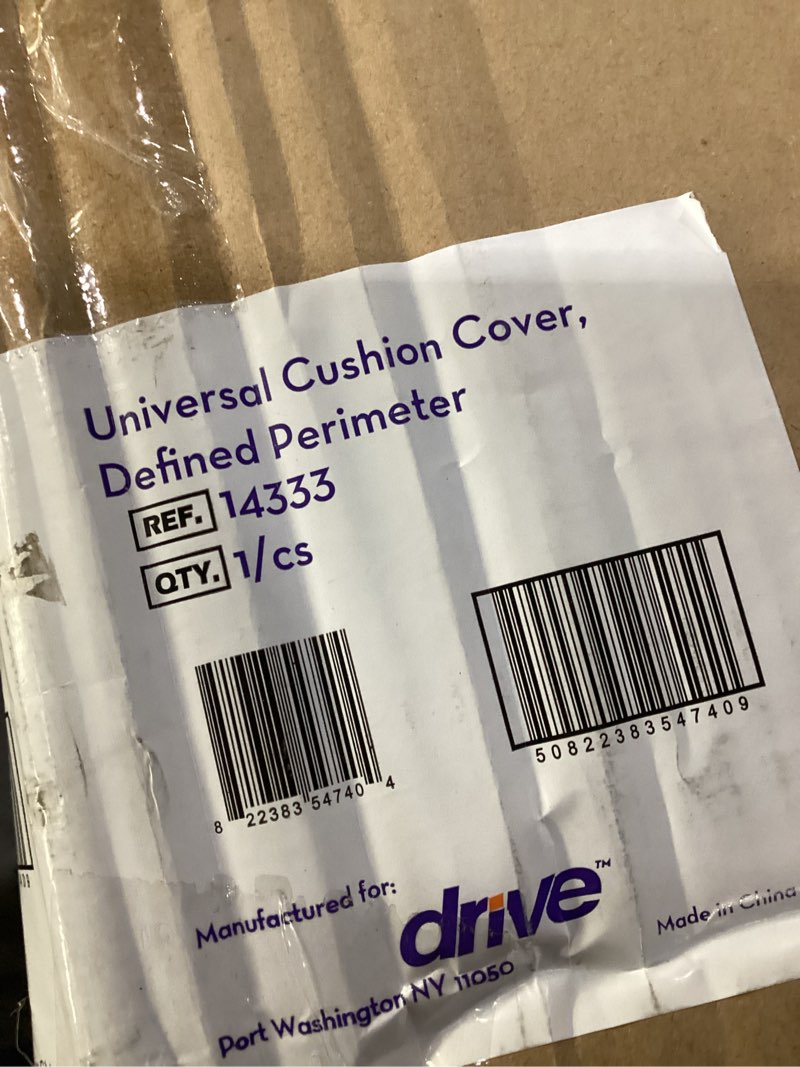 Universal Cushion Cover,
Defined Perimeter
REF. 14333
QTY. 1/cs
8 22383 54740 4
50822383547409
Manufactured for:
drive™
Port Washington NY 11050
Made in China